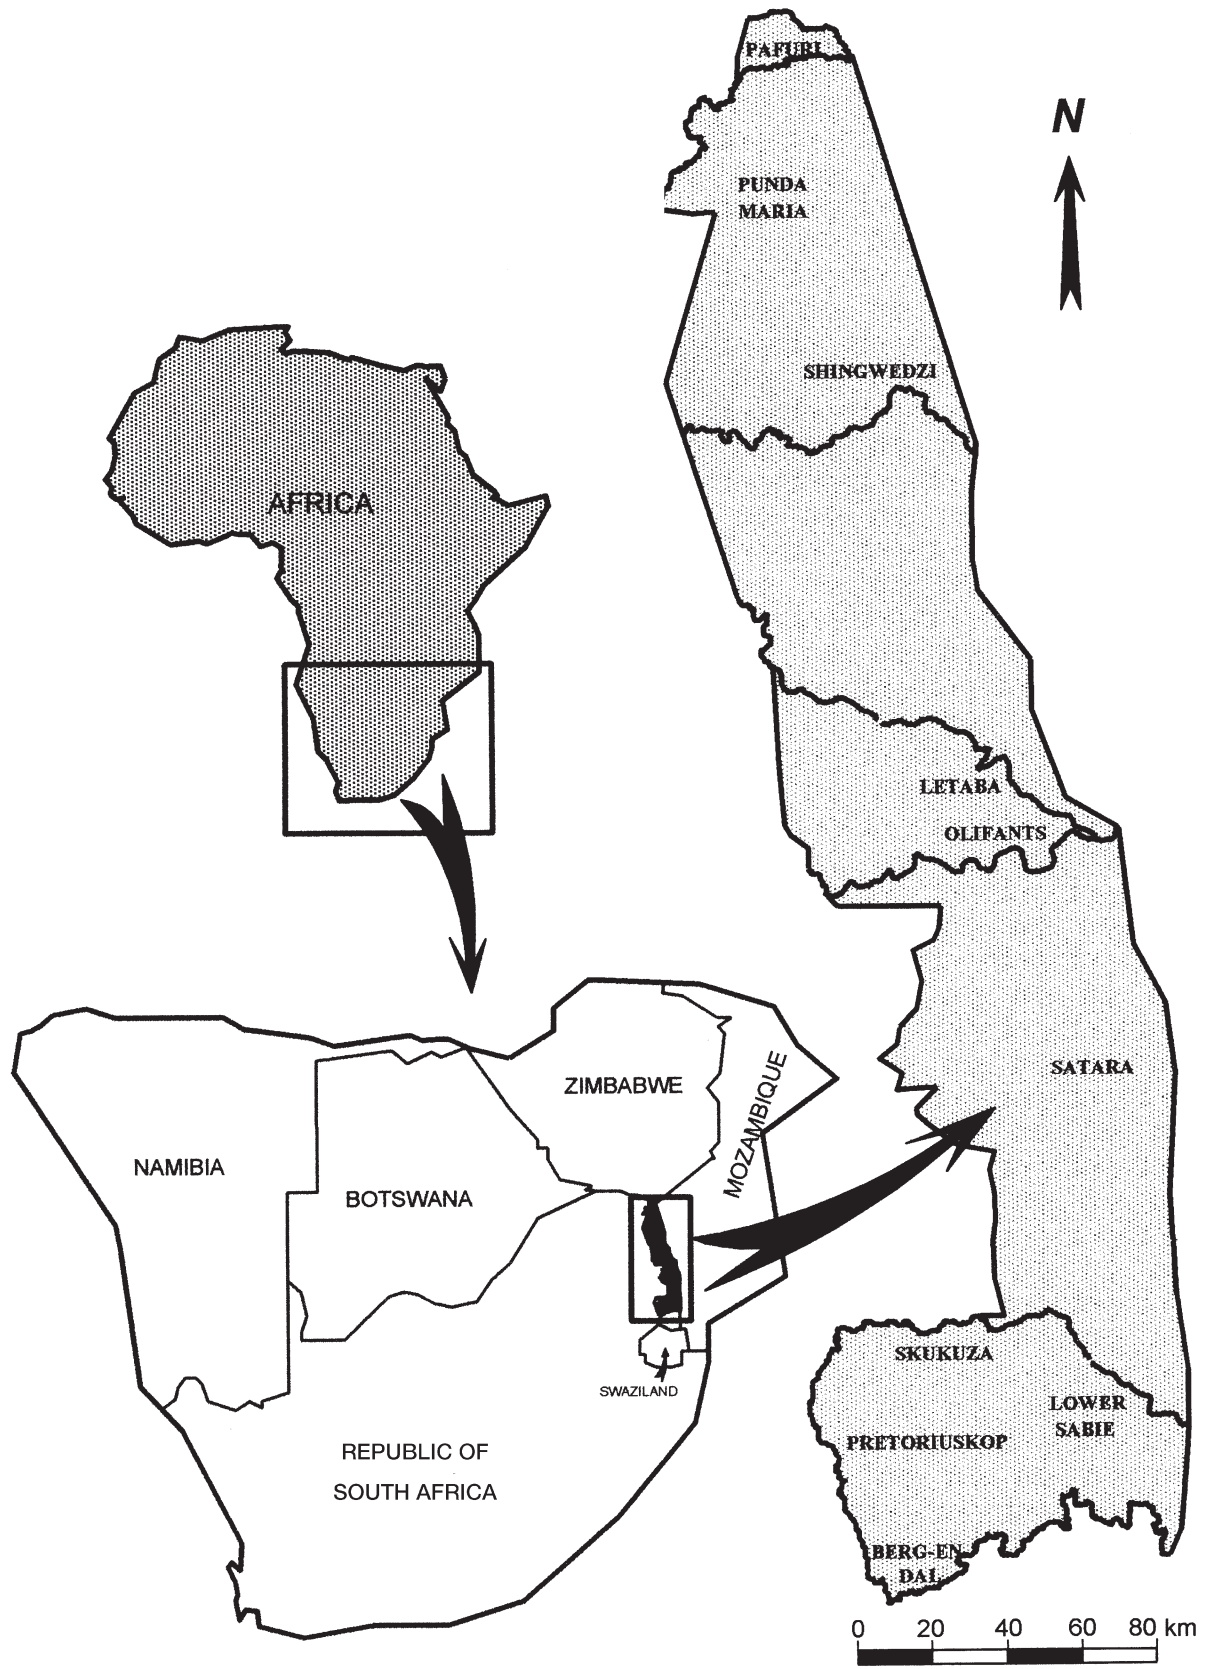 PAFURI
N
PUNDA
MARIA
SHINGWEDZI
AFRICA
LETABA
OLIFANTS
SATARA
ZIMBABWE
MOZAMBIQUE
NAMIBIA
BOTSWANA
SWAZILAND
SKUKUZA
LOWER
SABIE
PRETORIUSKOP
REPUBLIC OF
SOUTH AFRICA
BERG-EN
DAL
0 20 40 60 80 km